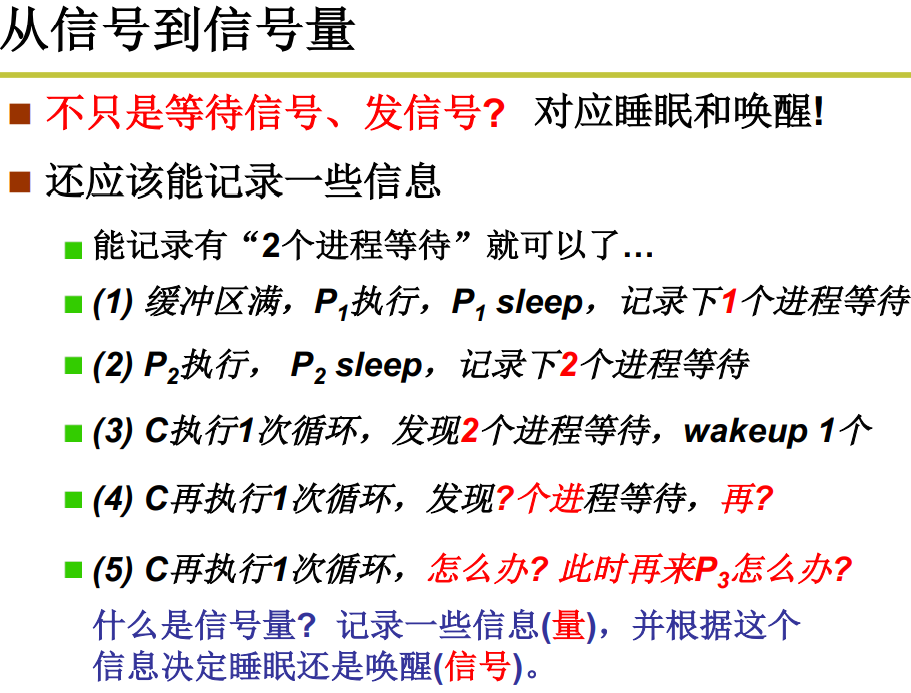 从信号到信号量
不只是等待信号、发信号? 对应睡眠和唤醒!
还应该能记录一些信息
能记录有“2个进程等待”就可以了…
(1) 缓冲区满，P1执行，P1 sleep，记录下1个进程等待
(2) P2执行， P2 sleep，记录下2个进程等待
(3) C执行1次循环，发现2个进程等待，wakeup 1个
(4) C再执行1次循环，发现?个进程等待，再?
(5) C再执行1次循环，怎么办? 此时再来P3怎么办?
什么是信号量? 记录一些信息(量)，并根据这个
信息决定睡眠还是唤醒(信号)。